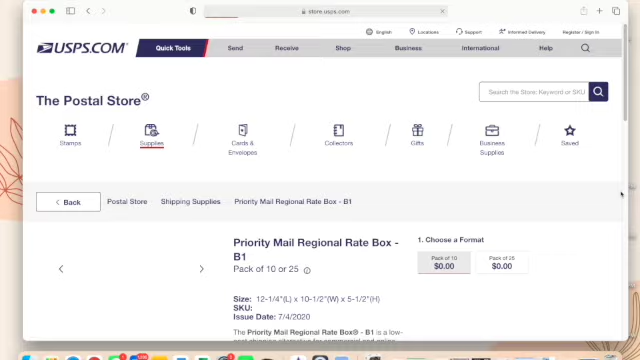 store.usps.com
English
Locations
Support
Informed Delivery
Register / Sign In
USPS.COM
Quick Tools
Send
Receive
Shop
Business
International
Help
The Postal Store®
Search the Store: Keyword or SKU
Stamps
Supplies
Cards &
Envelopes
Collectors
Gifts
Business
Supplies
Saved
Back
Postal Store
Shipping Supplies
Priority Mail Regional Rate Box - B1
Priority Mail Regional Rate Box -
B1
Pack of 10 or 25
1. Choose a Format
Pack of 10
$0.00
Pack of 25
$0.00
Size: 12-1/4"(L) x 10-1/2"(W) x 5-1/2"(H)
SKU:
Issue Date: 7/4/2020
The Priority Mail Regional Rate Box® - B1 is a low-